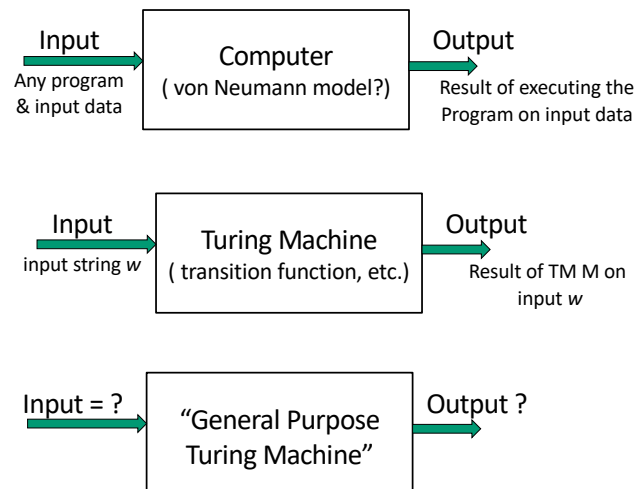 Input
Any program
& input data
Computer
( von Neumann model?)
Output
Result of executing the
Program on input data
Input
input string w
Turing Machine
( transition function, etc.)
Output
Result of TM M on
input w
Input = ?
“General Purpose
Turing Machine”
Output ?